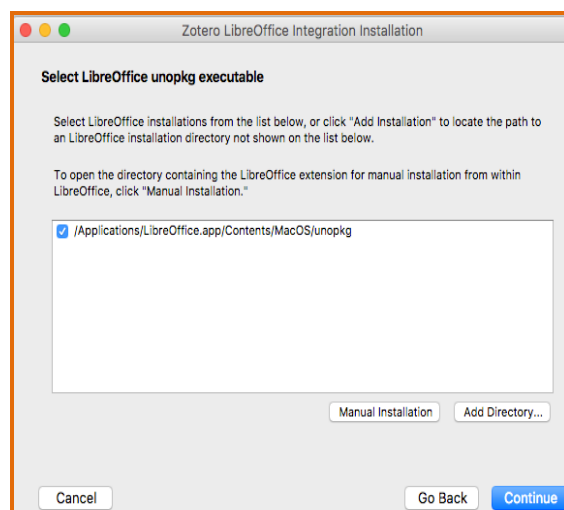 Zotero LibreOffice Integration Installation
Select LibreOffice unopkg executable
Select LibreOffice installations from the list below, or click "Add Installation" to locate the path to
an LibreOffice installation directory not shown on the list below.
To open the directory containing the LibreOffice extension for manual installation from within
LibreOffice, click "Manual Installation."
/Applications/LibreOffice.app/Contents/MacOS/unopkg
Manual Installation Add Directory...
Cancel Go Back Continue